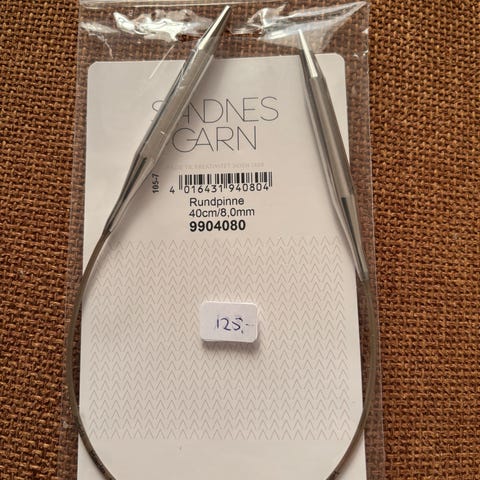 SANDNES
GARN
105-7
4 016431 940804
Rundpinne
40cm/8,0mm
9904080
125,-